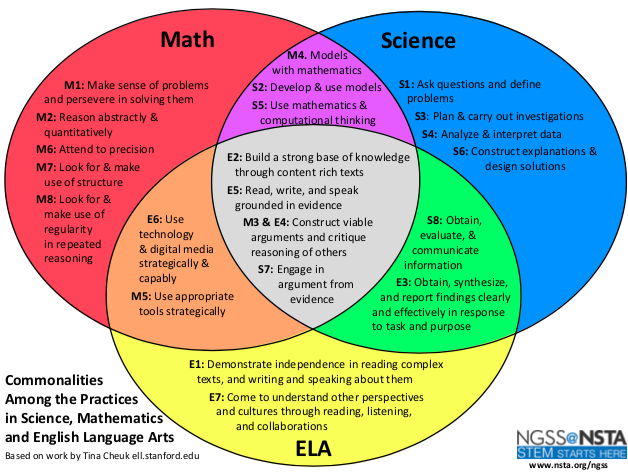 Math
Science
M4. Models
with mathematics
S2: Develop & use models
S5: Use mathematics &
computational thinking
M1: Make sense of problems
and persevere in solving them
M2: Reason abstractly &
quantitatively
M6: Attend to precision
M7: Look for & make
use of structure
M8: Look for &
make use of
regularity
in repeated
reasoning
S1: Ask questions and define
problems
S3: Plan & carry out investigations
S4: Analyze & interpret data
S6: Construct explanations &
design solutions
E2: Build a strong base of knowledge
through content rich texts
E5: Read, write, and speak
grounded in evidence
M3 & E4: Construct viable
arguments and critique
reasoning of others
S7: Engage in
argument from
evidence
E6: Use
technology
& digital media
strategically &
capably
M5: Use appropriate
tools strategically
S8: Obtain,
evaluate, &
communicate
information
E3: Obtain, synthesize,
and report findings clearly
and effectively in response
to task and purpose
E1: Demonstrate independence in reading complex
texts, and writing and speaking about them
E7: Come to understand other perspectives
and cultures through reading, listening,
and collaborations
ELA
Commonalities
Among the Practices
in Science, Mathematics
and English Language Arts
Based on work by Tina Cheuk ell.stanford.edu
NGSS@NSTA
STEM STARTS HERE
www.nsta.org/ngss